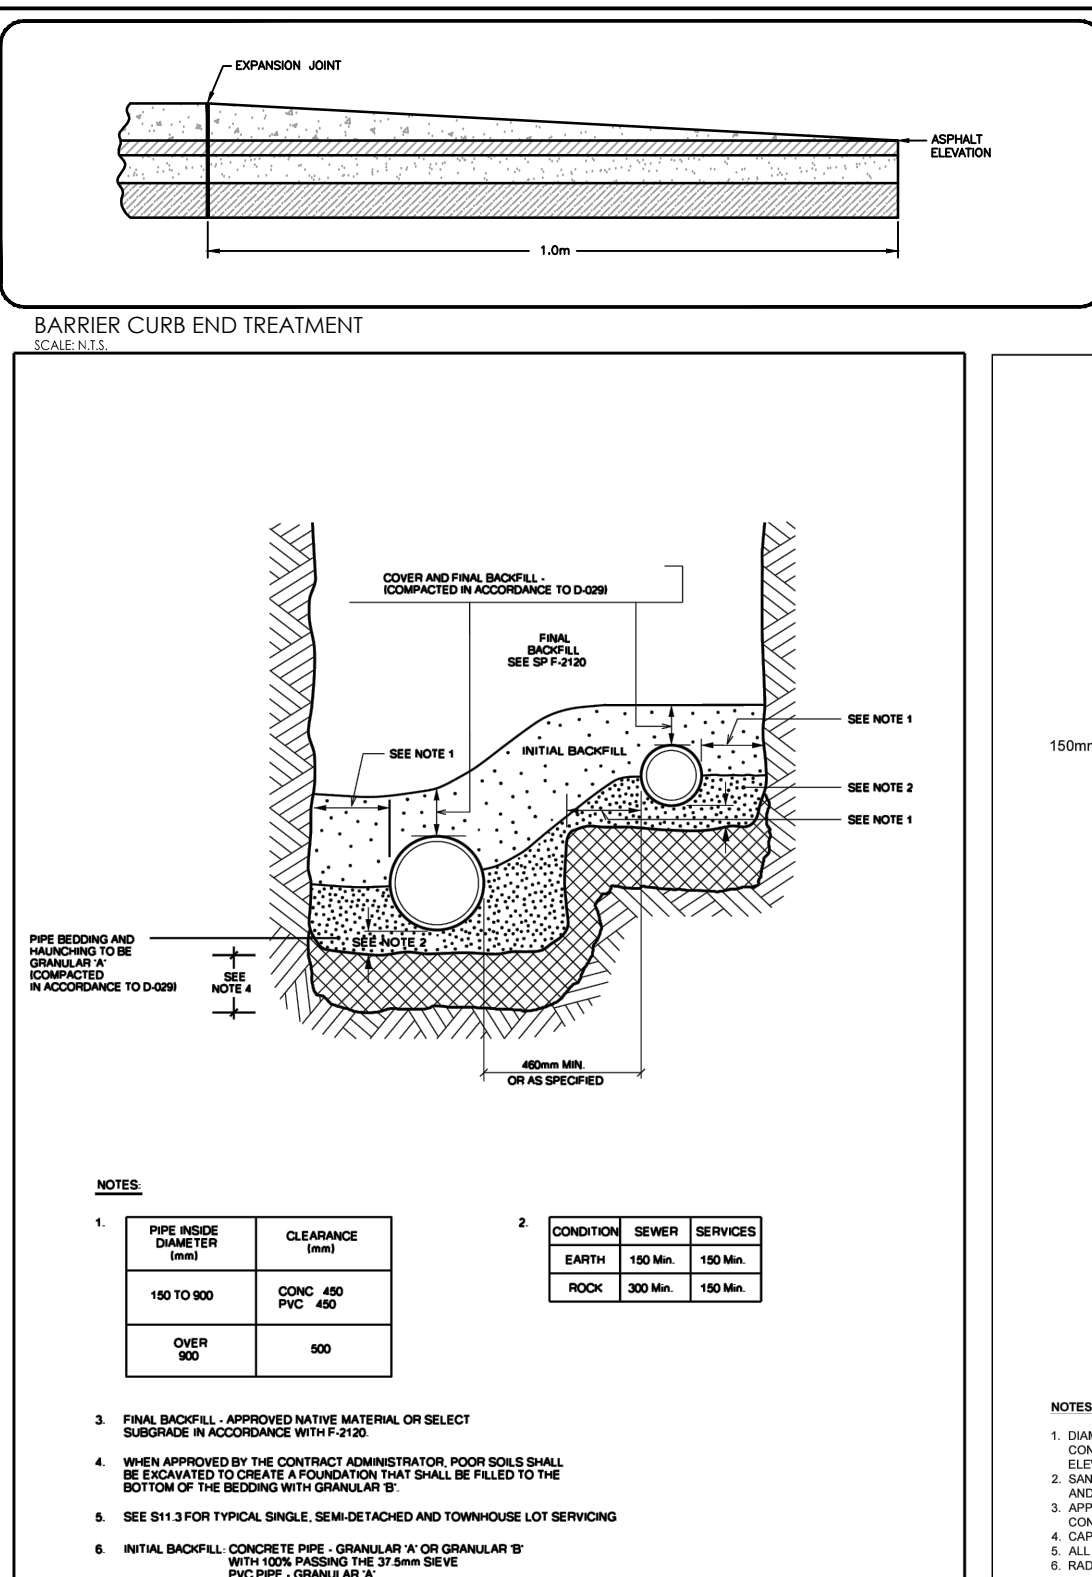 EXPANSION JOINT
ASPHALT
ELEVATION
1.0m
BARRIER CURB END TREATMENT
SCALE: N.T.S.
COVER AND FINAL BACKFILL -
(COMPACTED IN ACCORDANCE TO D-029)
FINAL
BACKFILL
SEE SP F-2120
SEE NOTE 1
SEE NOTE 1
INITIAL BACKFILL
SEE NOTE 2
SEE NOTE 1
PIPE BEDDING AND
HAUNCHING TO BE
GRANULAR 'A'
(COMPACTED
IN ACCORDANCE TO D-029)
SEE NOTE 2
SEE
NOTE 4
460mm MIN.
OR AS SPECIFIED
NOTES:
1.
PIPE INSIDE
DIAMETER
(mm)
CLEARANCE
(mm)
150 TO 900
CONC 450
PVC 450
OVER
900
500
2.
CONDITION SEWER SERVICES
EARTH 150 Min. 150 Min.
ROCK 300 Min. 150 Min.
3. FINAL BACKFILL - APPROVED NATIVE MATERIAL OR SELECT
SUBGRADE IN ACCORDANCE WITH F-2120.
4. WHEN APPROVED BY THE CONTRACT ADMINISTRATOR, POOR SOILS SHALL
BE EXCAVATED TO CREATE A FOUNDATION THAT SHALL BE FILLED TO THE
BOTTOM OF THE BEDDING WITH GRANULAR 'B'.
5. SEE S11.3 FOR TYPICAL SINGLE, SEMI-DETACHED AND TOWNHOUSE LOT SERVICING
6. INITIAL BACKFILL: CONCRETE PIPE - GRANULAR 'A' OR GRANULAR 'B'
WITH 100% PASSING THE 37.5mm SIEVE
PVC PIPE - GRANULAR 'A'
150mm
NOTES
1.
2.
3.
4.
5. ALL
6.